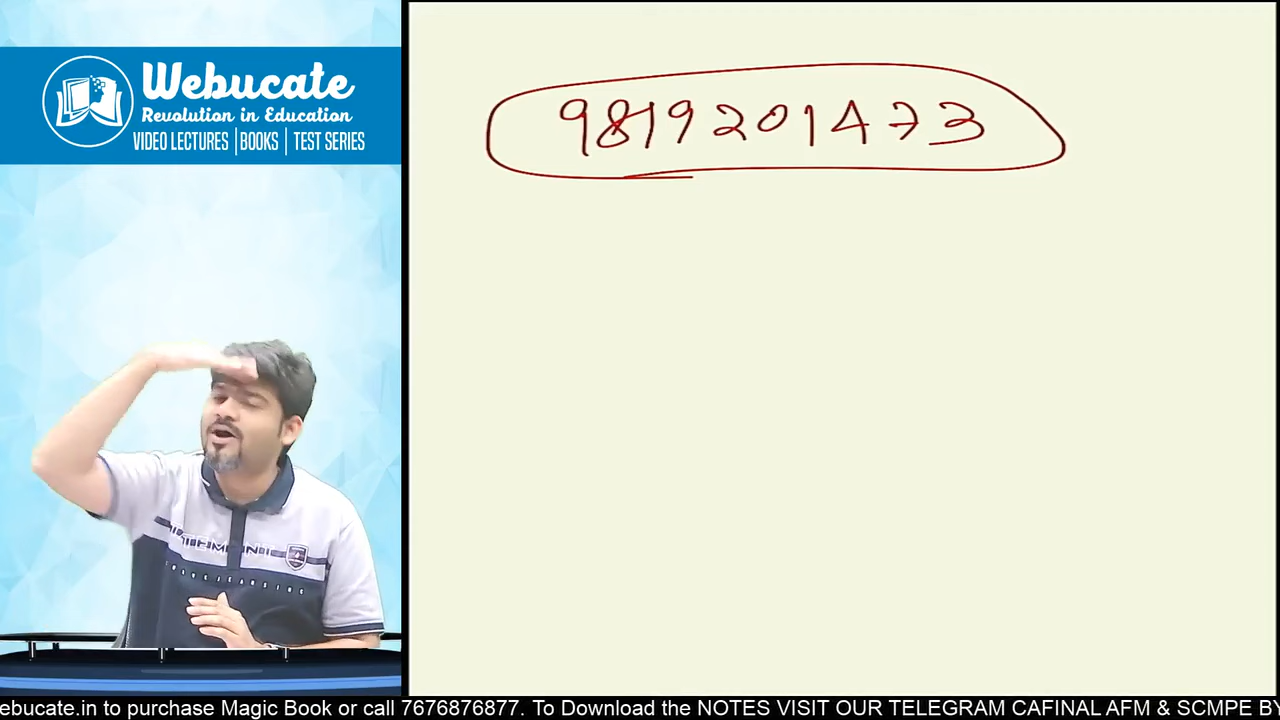 Webucate
Revolution in Education
VIDEO LECTURES | BOOKS | TEST SERIES
9819201473
ebucate.in to purchase Magic Book or call 7676876877. To Download the NOTES VISIT OUR TELEGRAM CAFINAL AFM & SCMPE BY